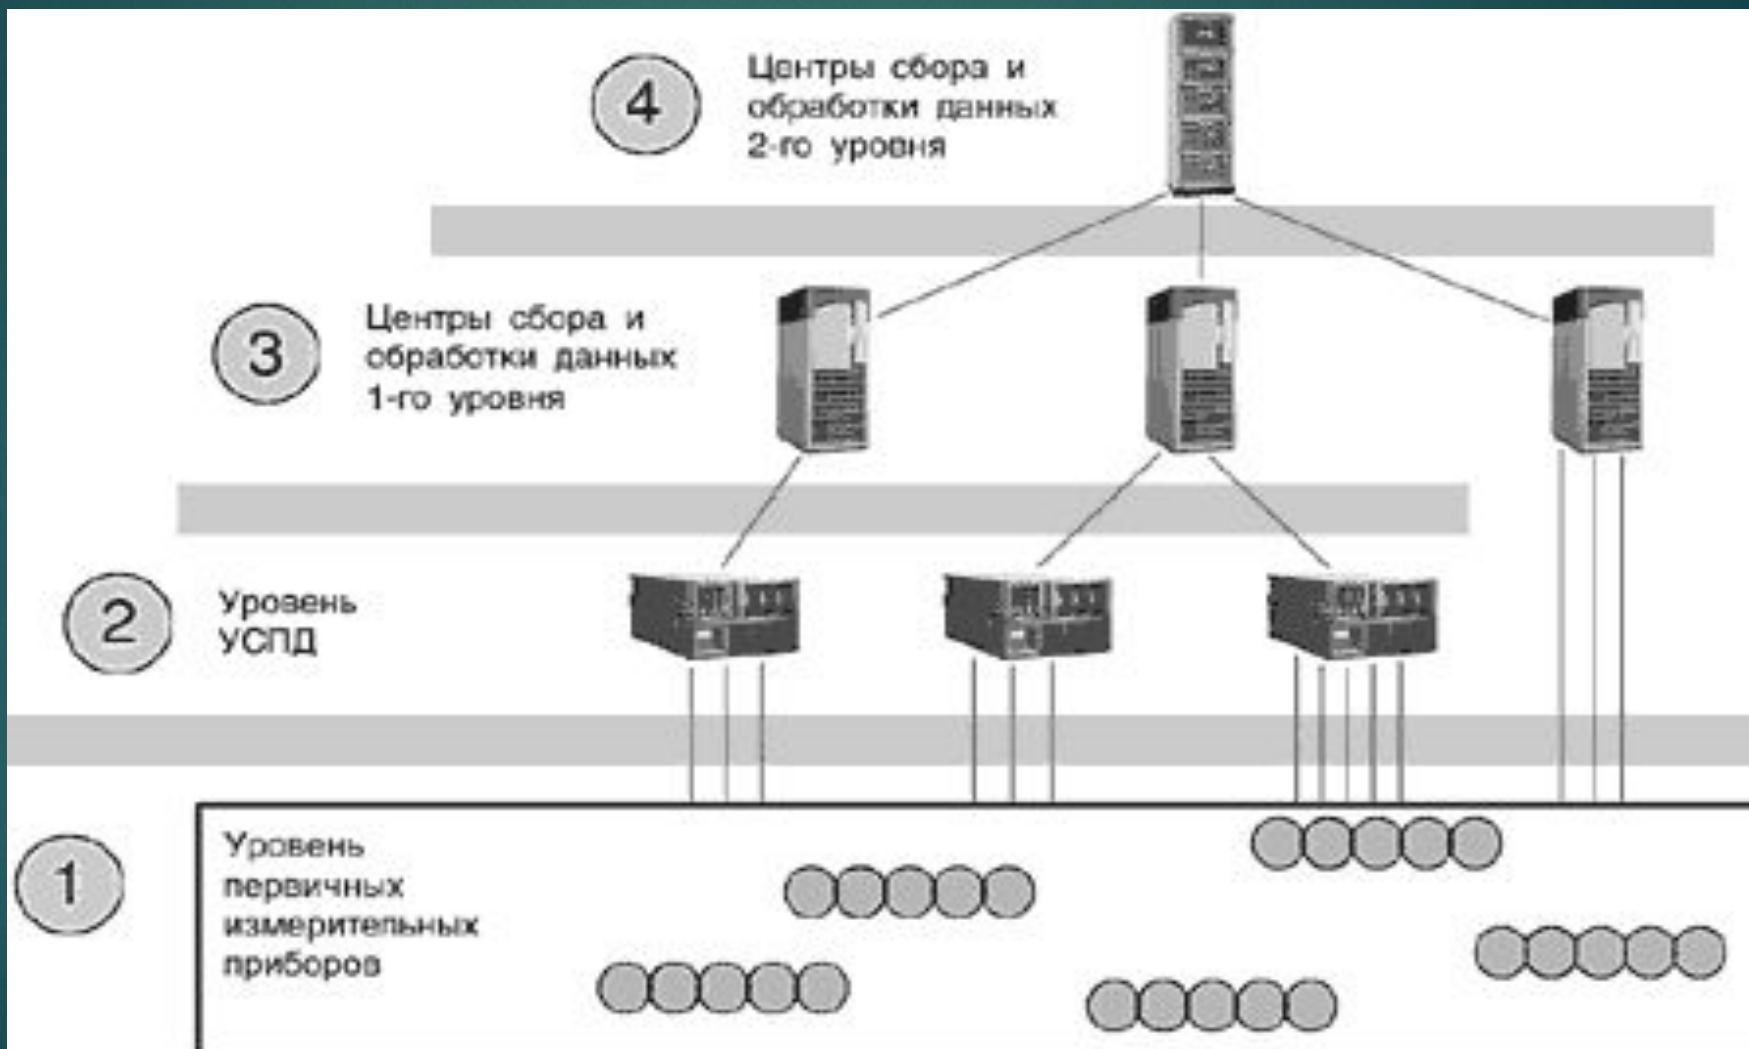 4
Центры сбора и
обработки данных
2-го уровня
3
Центры сбора и
обработки данных
1-го уровня
2
Уровень
УСПД
1
Уровень
первичных
измерительных
приборов